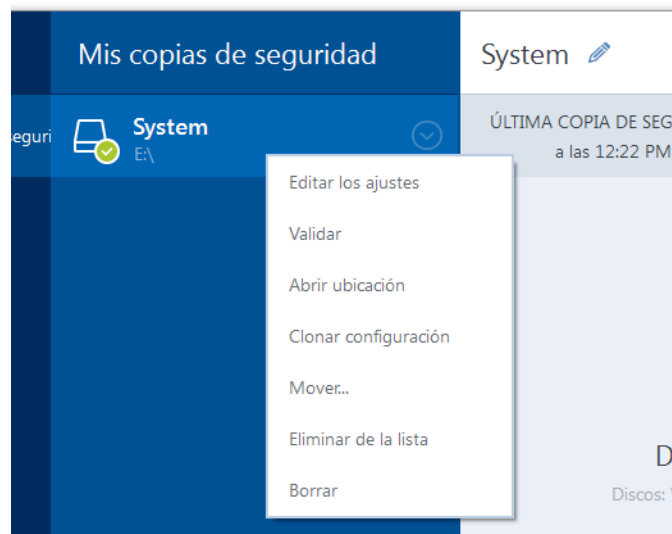 Mis copias de seguridad
System
seguri
System
E:\
ÚLTIMA COPIA DE SEG
a las 12:22 PM
Editar los ajustes
Validar
Abrir ubicación
Clonar configuración
Mover...
Eliminar de la lista
Borrar
D
Discos: